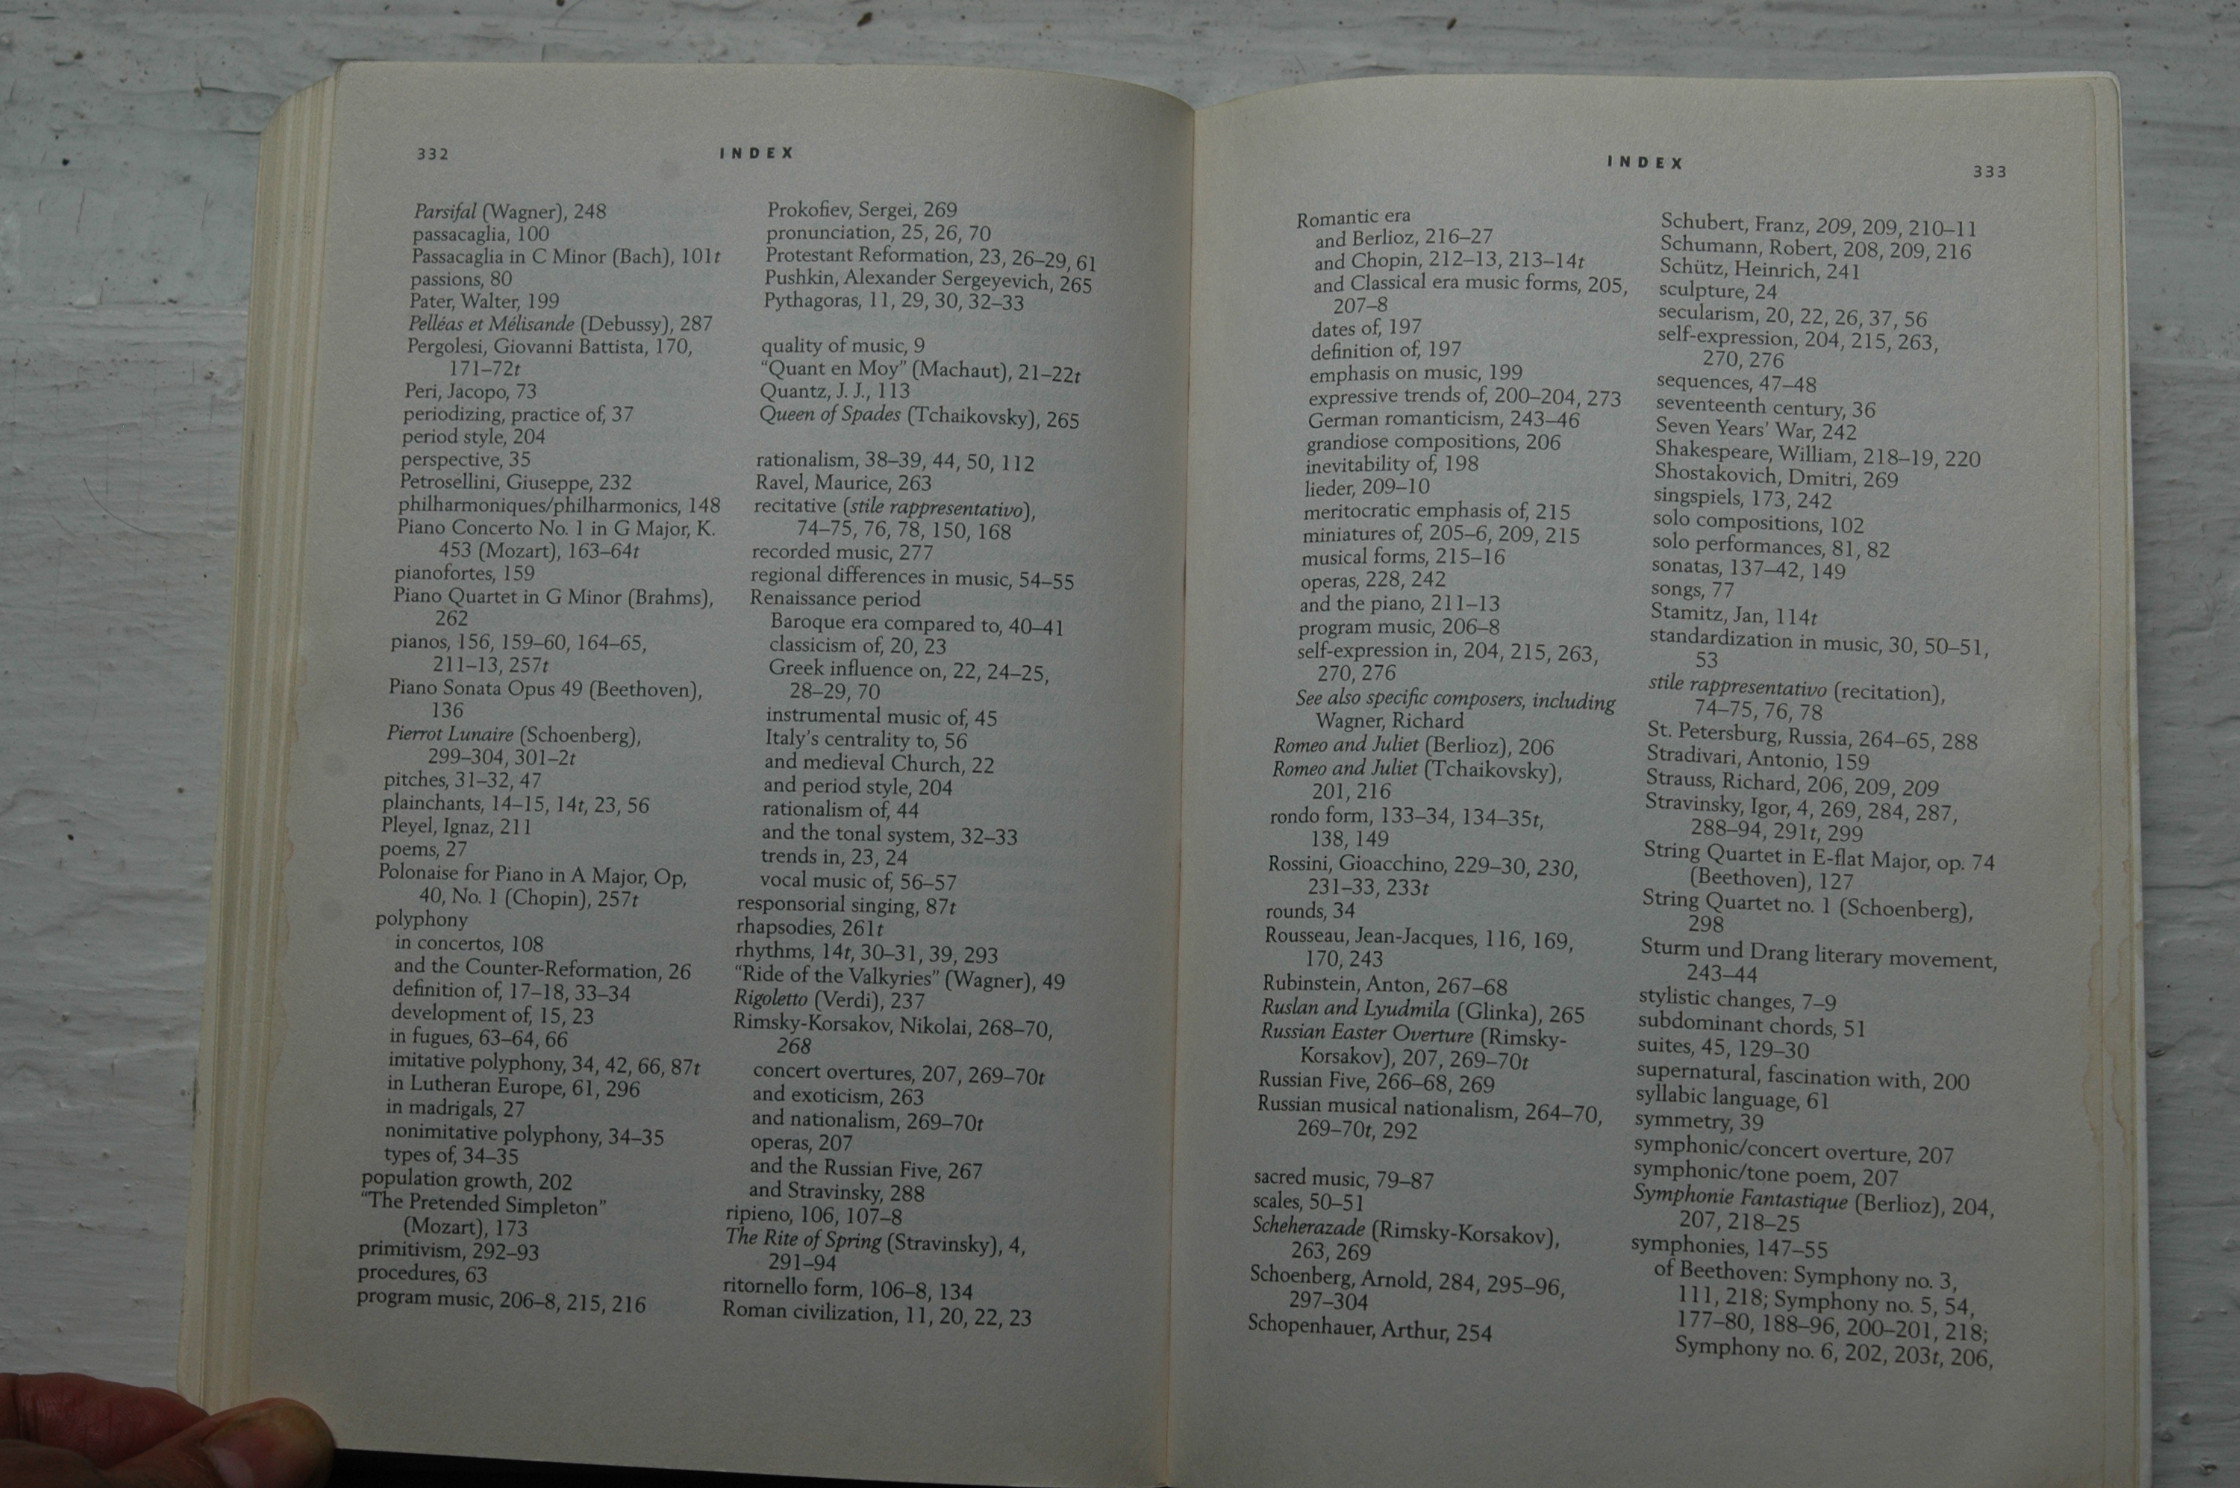 332
INDEX
Parsifal (Wagner), 248
passacaglia, 100
Passacaglia in C Minor (Bach), 101t
passions, 80
Pater, Walter, 199
Pelléas et Mélisande (Debussy), 287
Pergolesi, Giovanni Battista, 170,
171–72t
Peri, Jacopo, 73
periodizing, practice of, 37
period style, 204
perspective, 35
Petrosellini, Giuseppe, 232
philharmoniques/philharmonics, 148
Piano Concerto No. 1 in G Major, K.
453 (Mozart), 163–64t
pianofortes, 159
Piano Quartet in G Minor (Brahms),
262
pianos, 156, 159–60, 164–65,
211–13, 257t
Piano Sonata Opus 49 (Beethoven),
136
Pierrot Lunaire (Schoenberg),
299–304, 301–2t
pitches, 31–32, 47
plainchants, 14–15, 14t, 23, 56
Pleyel, Ignaz, 211
poems, 27
Polonaise for Piano in A Major, Op,
40, No. 1 (Chopin), 257t
polyphony
in concertos, 108
and the Counter-Reformation, 26
definition of, 17–18, 33–34
development of, 15, 23
in fugues, 63–64, 66
imitative polyphony, 34, 42, 66, 87t
in Lutheran Europe, 61, 296
in madrigals, 27
nonimitative polyphony, 34–35
types of, 34–35
population growth, 202
“The Pretended Simpleton”
(Mozart), 173
primitivism, 292–93
procedures, 63
program music, 206–8, 215, 216
Prokofiev, Sergei, 269
pronunciation, 25, 26, 70
Protestant Reformation, 23, 26–29, 61
Pushkin, Alexander Sergeyevich, 265
Pythagoras, 11, 29, 30, 32–33
quality of music, 9
“Quant en Moy” (Machaut), 21–22t
Quantz, J. J., 113
Queen of Spades (Tchaikovsky), 265
rationalism, 38–39, 44, 50, 112
Ravel, Maurice, 263
recitative (stile rappresentativo),
74–75, 76, 78, 150, 168
recorded music, 277
regional differences in music, 54–55
Renaissance period
Baroque era compared to, 40–41
classicism of, 20, 23
Greek influence on, 22, 24–25,
28–29, 70
instrumental music of, 45
Italy’s centrality to, 56
and medieval Church, 22
and period style, 204
rationalism of, 44
and the tonal system, 32–33
trends in, 23, 24
vocal music of, 56–57
responsorial singing, 87t
rhapsodies, 261t
rhythms, 14t, 30–31, 39, 293
“Ride of the Valkyries” (Wagner), 49
Rigoletto (Verdi), 237
Rimsky-Korsakov, Nikolai, 268–70,
268
concert overtures, 207, 269–70t
and exoticism, 263
and nationalism, 269–70t
operas, 207
and the Russian Five, 267
and Stravinsky, 288
ripieno, 106, 107–8
The Rite of Spring (Stravinsky), 4,
291–94
ritornello form, 106–8, 134
Roman civilization, 11, 20, 22, 23
INDEX
333
Romantic era
and Berlioz, 216–27
and Chopin, 212–13, 213–14t
and Classical era music forms, 205,
207–8
dates of, 197
definition of, 197
emphasis on music, 199
expressive trends of, 200–204, 273
German romanticism, 243–46
grandiose compositions, 206
inevitability of, 198
lieder, 209–10
meritocratic emphasis of, 215
miniatures of, 205–6, 209, 215
musical forms, 215–16
operas, 228, 242
and the piano, 211–13
program music, 206–8
self-expression in, 204, 215, 263,
270, 276
See also specific composers, including
Wagner, Richard
Romeo and Juliet (Berlioz), 206
Romeo and Juliet (Tchaikovsky),
201, 216
rondo form, 133–34, 134–35t,
138, 149
Rossini, Gioacchino, 229–30, 230,
231–33, 233t
rounds, 34
Rousseau, Jean-Jacques, 116, 169,
170, 243
Rubinstein, Anton, 267–68
Ruslan and Lyudmila (Glinka), 265
Russian Easter Overture (Rimsky-
Korsakov), 207, 269–70t
Russian Five, 266–68, 269
Russian musical nationalism, 264–70,
269–70t, 292
sacred music, 79–87
scales, 50–51
Scheherazade (Rimsky-Korsakov),
263, 269
Schoenberg, Arnold, 284, 295–96,
297–304
Schopenhauer, Arthur, 254
Schubert, Franz, 209, 209, 210–11
Schumann, Robert, 208, 209, 216
Schütz, Heinrich, 241
sculpture, 24
secularism, 20, 22, 26, 37, 56
self-expression, 204, 215, 263,
270, 276
sequences, 47–48
seventeenth century, 36
Seven Years’ War, 242
Shakespeare, William, 218–19, 220
Shostakovich, Dmitri, 269
singspiels, 173, 242
solo compositions, 102
solo performances, 81, 82
sonatas, 137–42, 149
songs, 77
Stamitz, Jan, 114t
standardization in music, 30, 50–51,
53
stile rappresentativo (recitation),
74–75, 76, 78
St. Petersburg, Russia, 264–65, 288
Stradivari, Antonio, 159
Strauss, Richard, 206, 209, 209
Stravinsky, Igor, 4, 269, 284, 287,
288–94, 291t, 299
String Quartet in E-flat Major, op. 74
(Beethoven), 127
String Quartet no. 1 (Schoenberg),
298
Sturm und Drang literary movement,
243–44
stylistic changes, 7–9
subdominant chords, 51
suites, 45, 129–30
supernatural, fascination with, 200
syllabic language, 61
symmetry, 39
symphonic/concert overture, 207
symphonic/tone poem, 207
Symphonie Fantastique (Berlioz), 204,
207, 218–25
symphonies, 147–55
of Beethoven: Symphony no. 3,
111, 218; Symphony no. 5, 54,
177–80, 188–96, 200–201, 218;
Symphony no. 6, 202, 203t, 206,